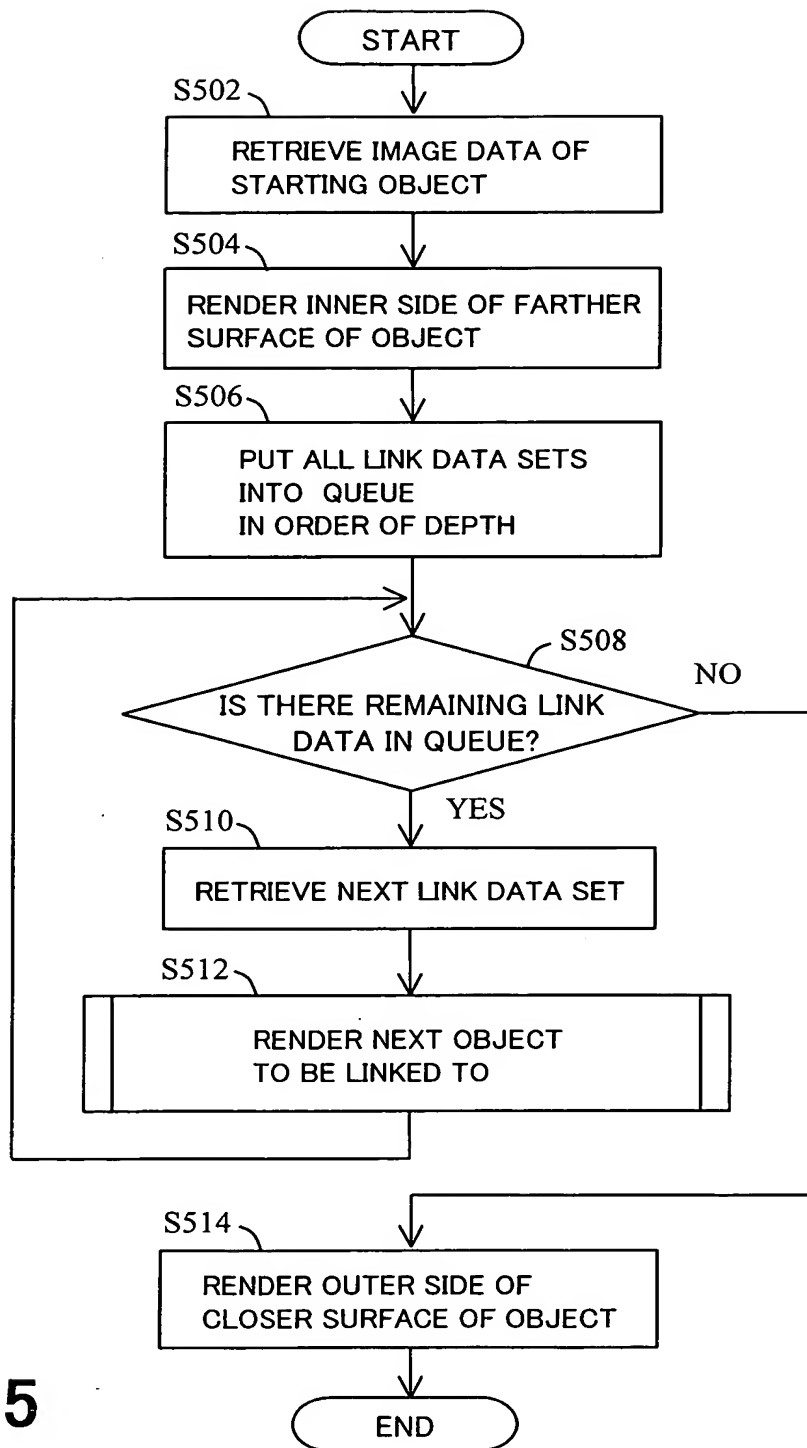 START
S502
RETRIEVE IMAGE DATA OF
STARTING OBJECT
S504
RENDER INNER SIDE OF FARTHER
SURFACE OF OBJECT
S506
PUT ALL LINK DATA SETS
INTO QUEUE
IN ORDER OF DEPTH
S508
NO
IS THERE REMAINING LINK
DATA IN QUEUE?
YES
S510
RETRIEVE NEXT LINK DATA SET
S512
RENDER NEXT OBJECT
TO BE LINKED TO
S514
RENDER OUTER SIDE OF
CLOSER SURFACE OF OBJECT
5
END